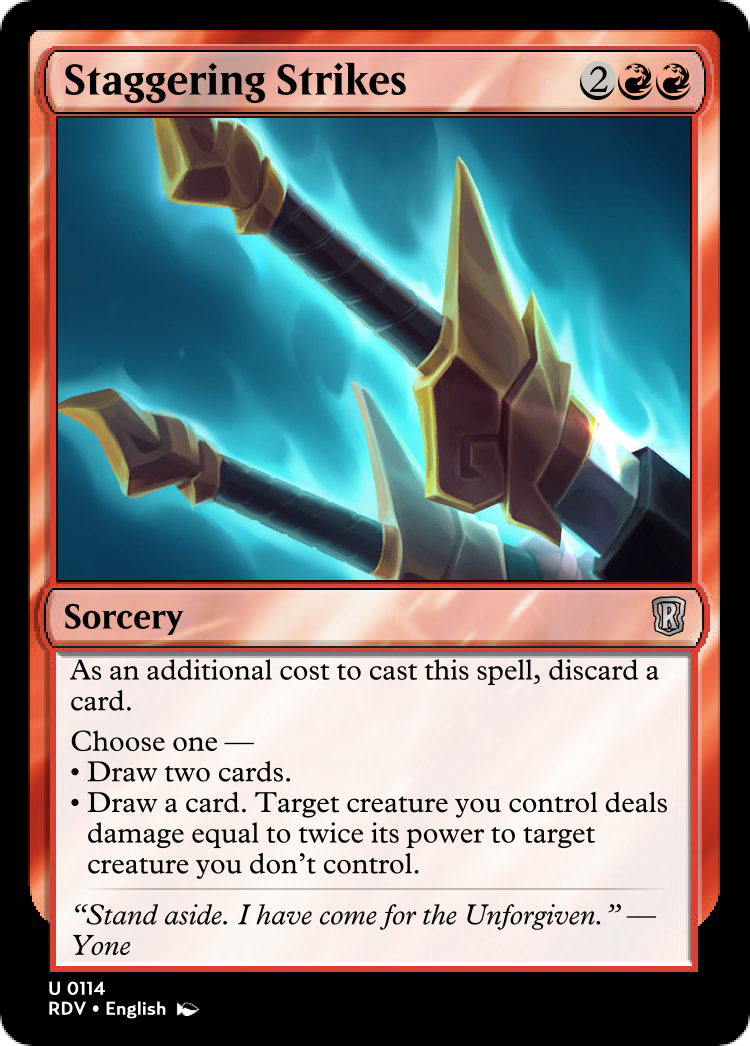 Staggering Strikes 2
Sorcery R
As an additional cost to cast this spell, discard a
card.
Choose one —
• Draw two cards.
• Draw a card. Target creature you control deals
damage equal to twice its power to target
creature you don’t control.
“Stand aside. I have come for the Unforgiven.” —
Yone
U 0114
RDV • English